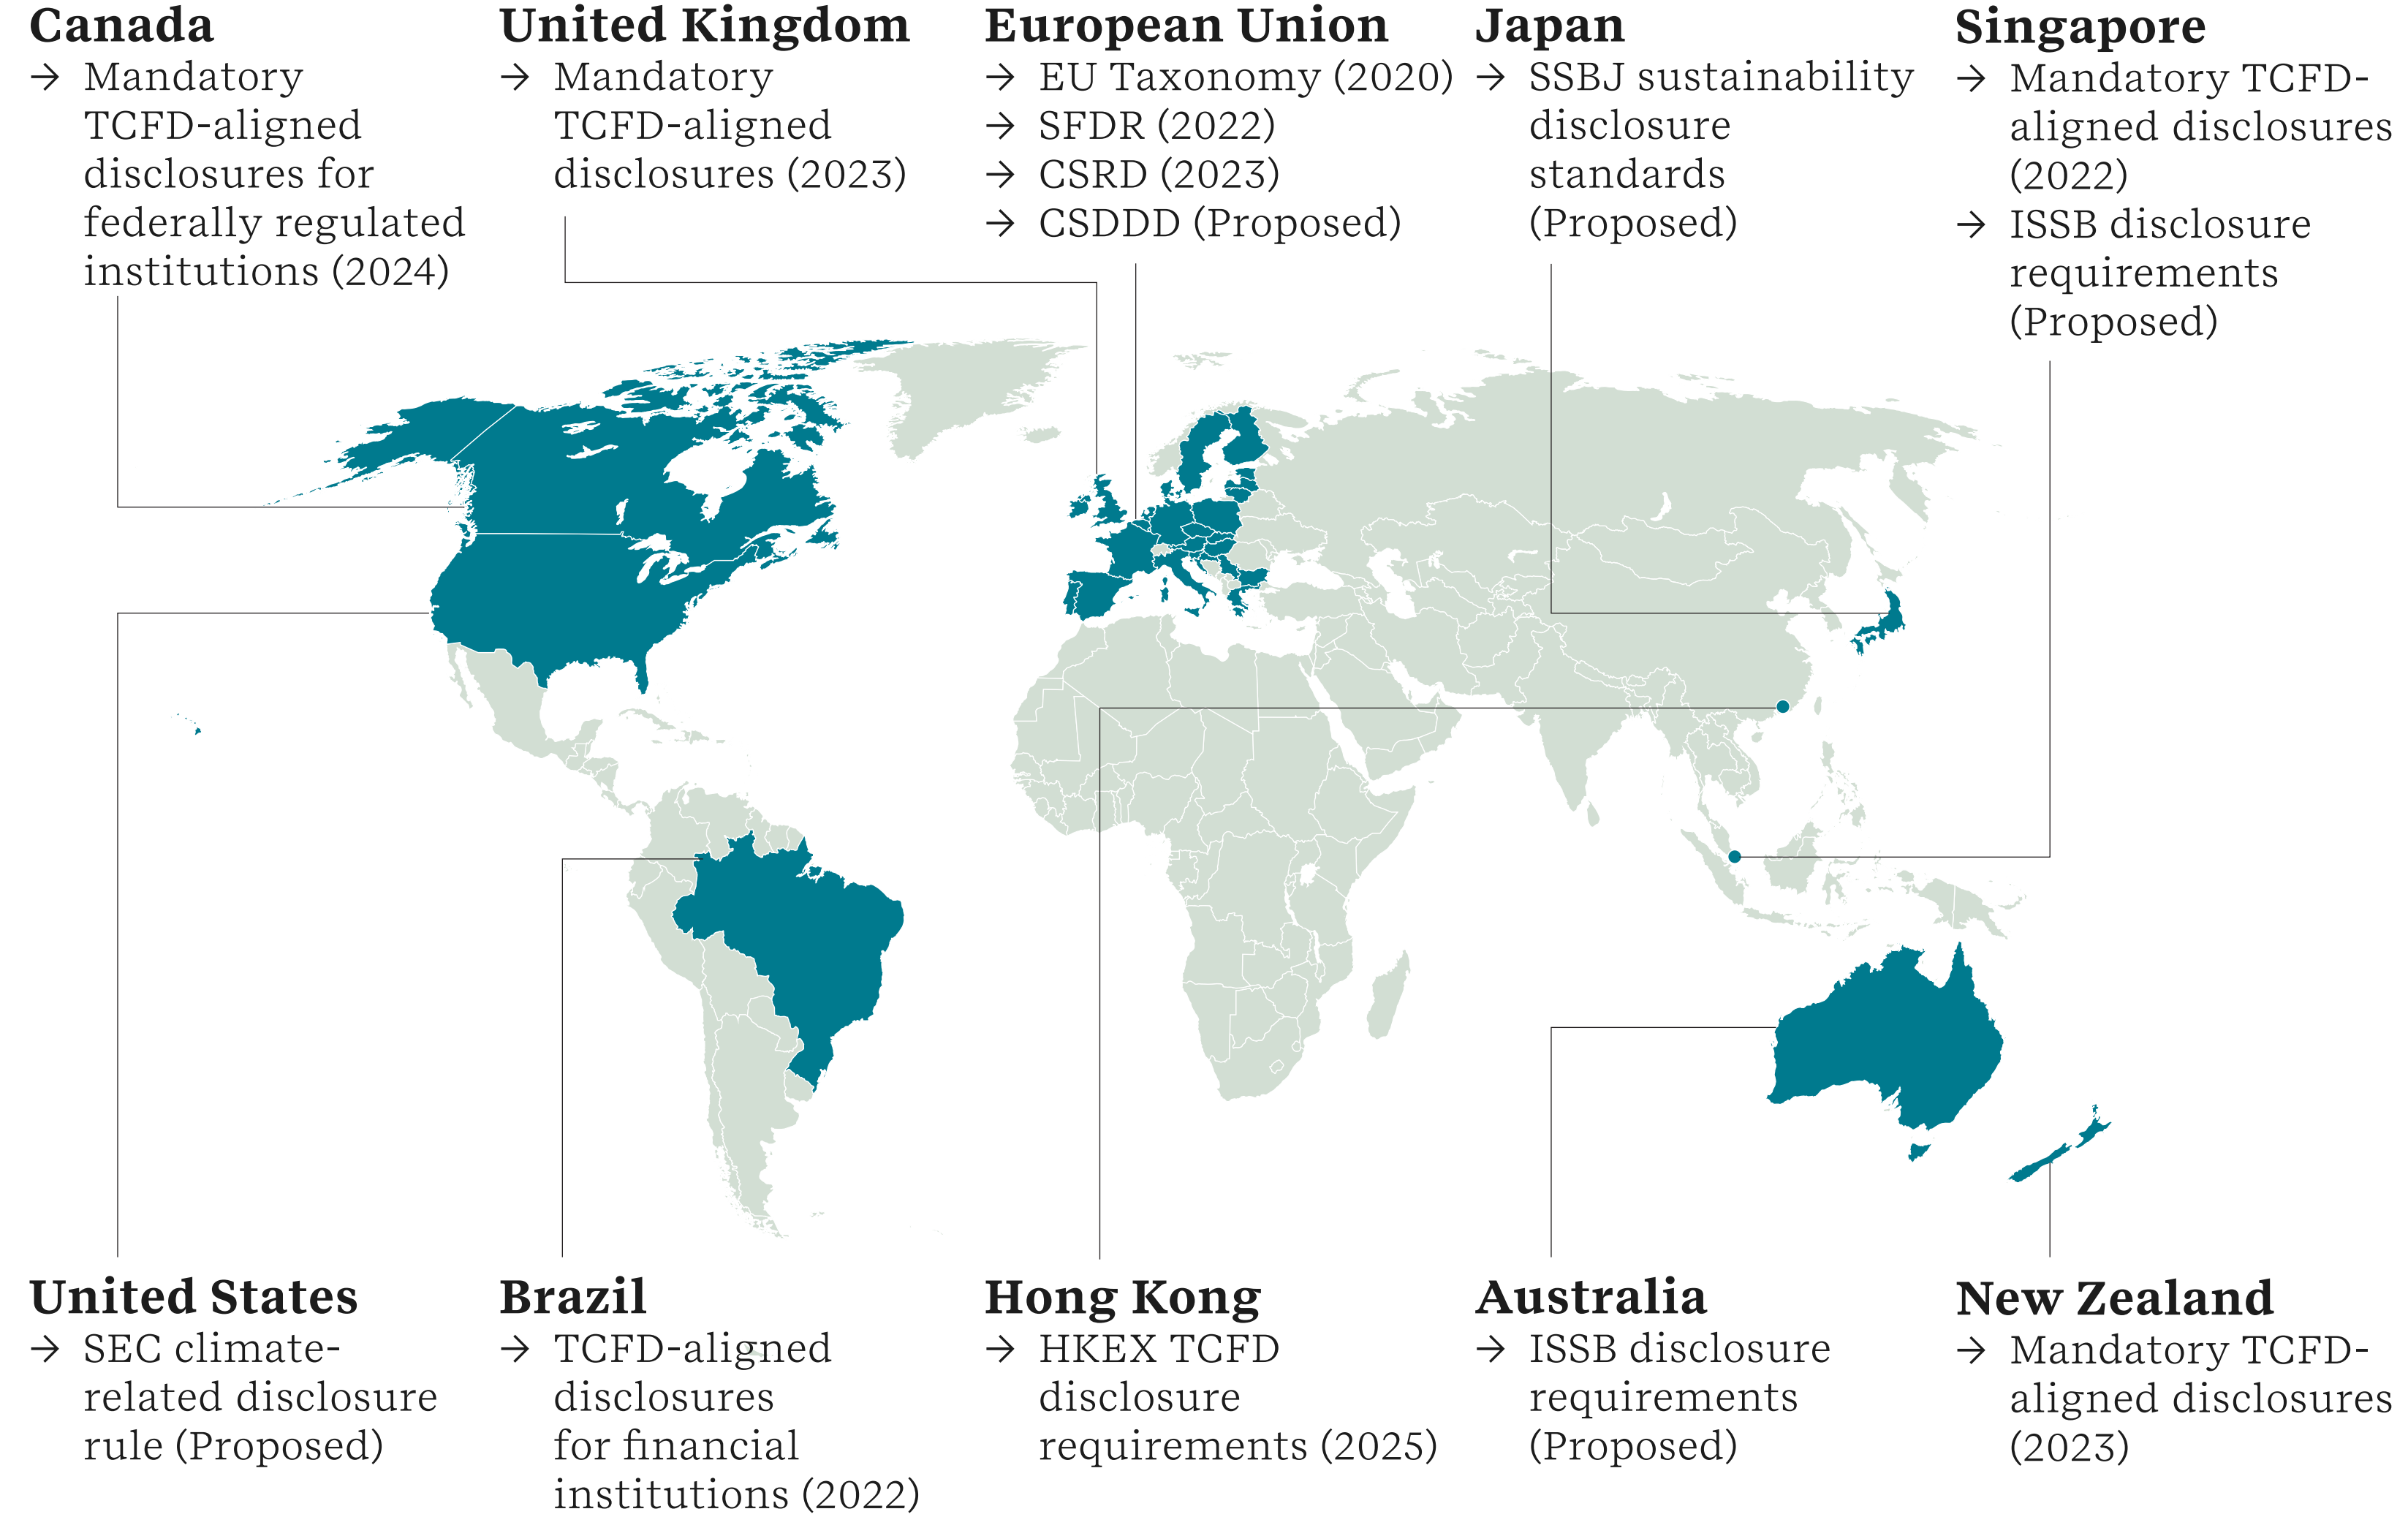 Canada
→ Mandatory
TCFD-aligned
disclosures for
federally regulated
institutions (2024)
United Kingdom
→ Mandatory
TCFD-aligned
disclosures (2023)
European Union
→ EU Taxonomy (2020)
→ SFDR (2022)
→ CSRD (2023)
→ CSDDD (Proposed)
Japan
→ SSBJ sustainability
disclosure
standards
(Proposed)
Singapore
→ Mandatory TCFD-
aligned disclosures
(2022)
→ ISSB disclosure
requirements
(Proposed)
United States
→ SEC climate-
related disclosure
rule (Proposed)
Brazil
→ TCFD-aligned
disclosures
for financial
institutions (2022)
Hong Kong
→ HKEX TCFD
disclosure
requirements (2025)
Australia
→ ISSB disclosure
requirements
(Proposed)
New Zealand
→ Mandatory TCFD-
aligned disclosures
(2023)